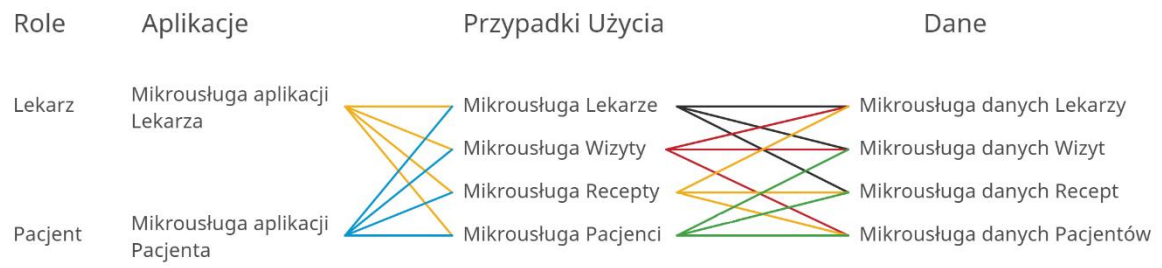 Role Aplikacje Przypadki Użycia Dane
Mikrousługa aplikacji
Lekarz Lekarza Mikrousługa Lekarze Mikrousługa danych Lekarzy
Mikrousługa Wizyty Mikrousługa danych Wizyt
Mikrousługa Recepty Mikrousługa danych Recept
Mikrousługa aplikacji
Pacjent Pacjenta Mikrousługa Pacjenci Mikrousługa danych Pacjentów